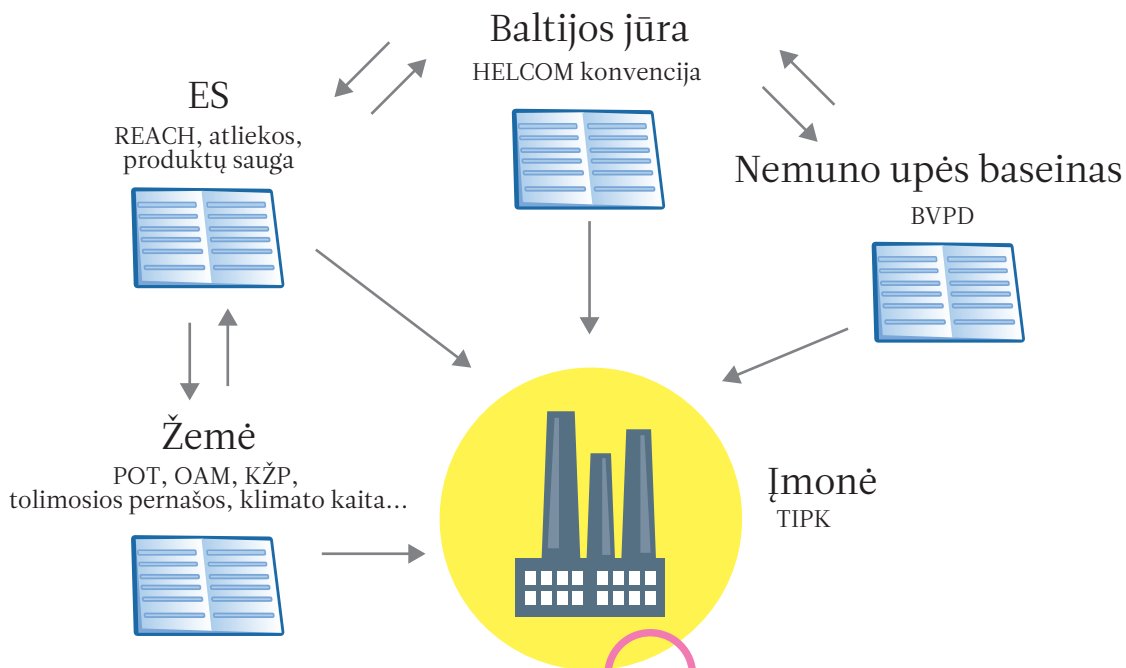 Baltijos jūra
HELCOM konvencija
ES
REACH, atliekos,
produktų sauga
Nemuno upės baseinas
BVPD
Žemė
POT, OAM, KŽP,
tolimosios pernašos, klimato kaita...
Įmonė
TIPK